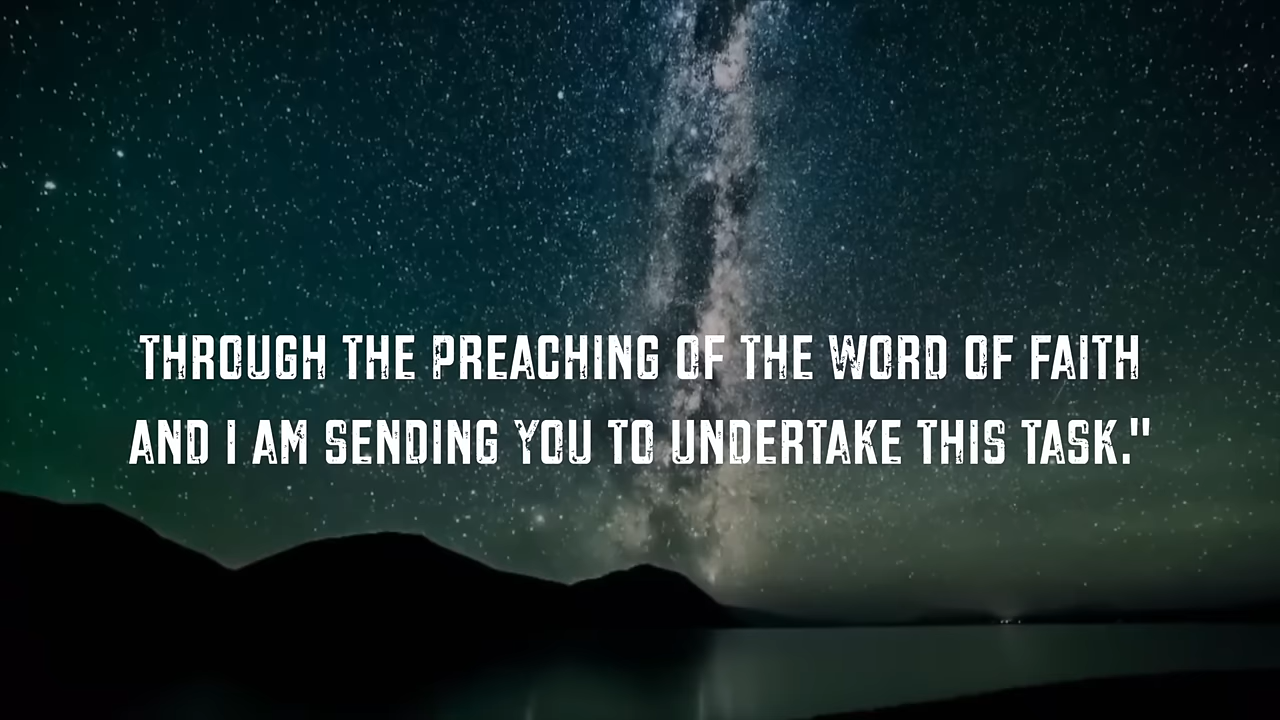 THROUGH THE PREACHING OF THE WORD OF FAITH
AND I AM SENDING YOU TO UNDERTAKE THIS TASK."